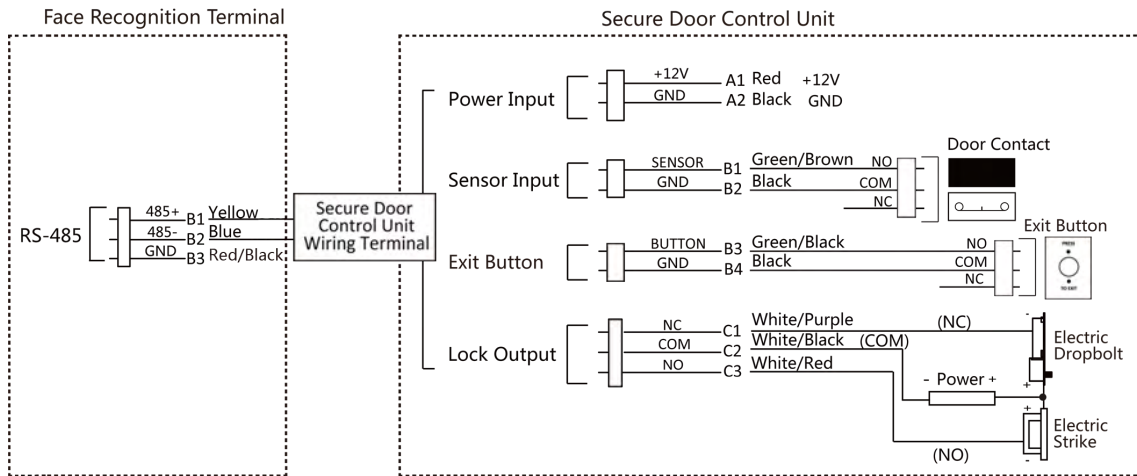 Face Recognition Terminal
Secure Door Control Unit
RS-485
485+ B1 Yellow
485- B2 Blue
GND B3 Red/Black
Secure Door
Control Unit
Wiring Terminal
Power Input
+12V A1 Red +12V
GND A2 Black GND
Sensor Input
SENSOR B1 Green/Brown NO
GND B2 Black COM
NC
Door Contact
Exit Button
BUTTON B3 Green/Black NO
GND B4 Black COM
NC
Exit Button
PRESS
TO EXIT
Lock Output
NC C1 White/Purple (NC)
COM C2 White/Black (COM)
NO C3 White/Red
-
Electric
Dropbolt
+
- Power +
+
Electric
Strike
-
(NO)